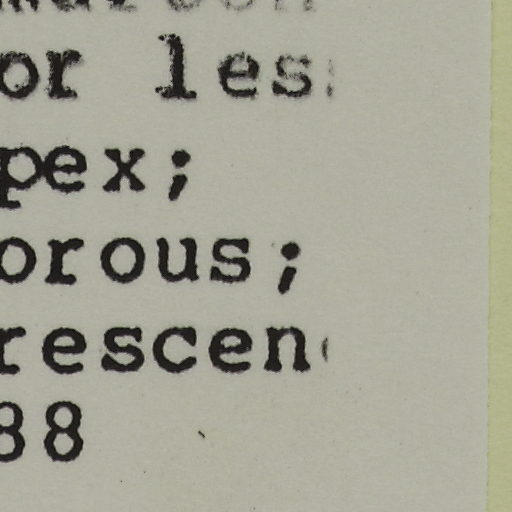 or les
pex;
orous;
rescen
88